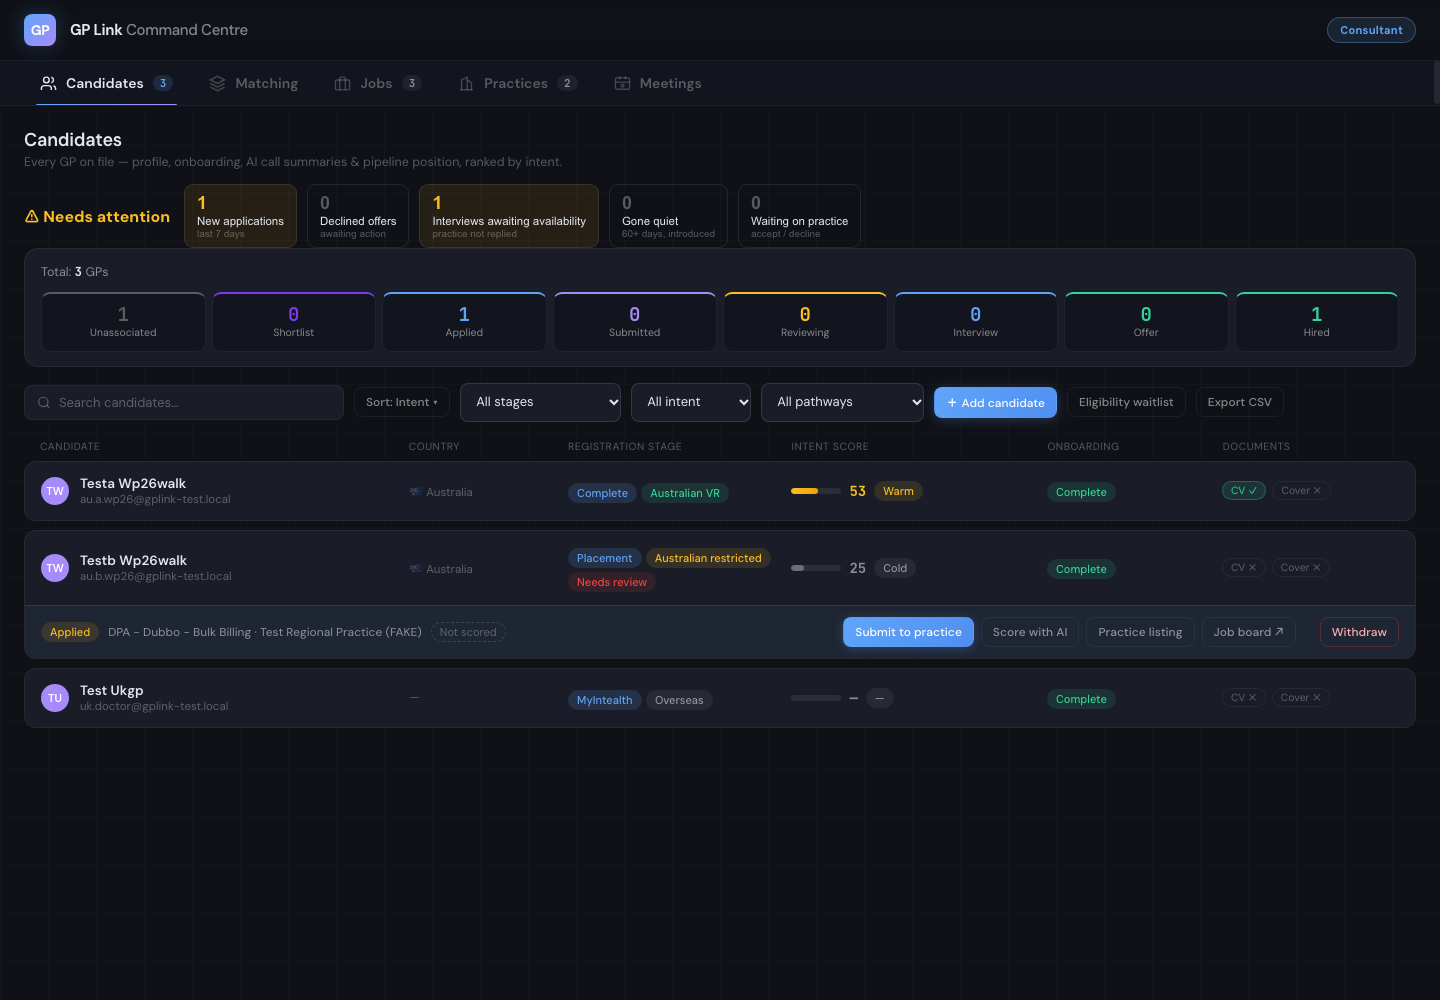 GP GP Link Command Centre Consultant
Candidates 3 Matching Jobs 3 Practices 2 Meetings
Candidates
Every GP on file — profile, onboarding, AI call summaries & pipeline position, ranked by intent.
Needs attention
1
New applications
last 7 days
0
Declined offers
awaiting action
1
Interviews awaiting availability
practice not replied
0
Gone quiet
60+ days, introduced
0
Waiting on practice
accept / decline
Total: 3 GPs
1
Unassociated
0
Shortlist
1
Applied
0
Submitted
0
Reviewing
0
Interview
0
Offer
1
Hired
Search candidates... Sort: Intent ▾ All stages All intent All pathways + Add candidate Eligibility waitlist Export CSV
CANDIDATE COUNTRY REGISTRATION STAGE INTENT SCORE ONBOARDING DOCUMENTS
TW Testa Wp26walk
au.a.wp26@gplink-test.local
Australia Complete Australian VR 53 Warm Complete CV ✓ Cover ✕
TW Testb Wp26walk
au.b.wp26@gplink-test.local
Australia Placement Australian restricted
Needs review
25 Cold Complete CV ✕ Cover ✕
Applied DPA – Dubbo – Bulk Billing · Test Regional Practice (FAKE) Not scored Submit to practice Score with AI Practice listing Job board ↗ Withdraw
TU Test Ukgp
uk.doctor@gplink-test.local
— MyIntealth Overseas — — Complete CV ✕ Cover ✕